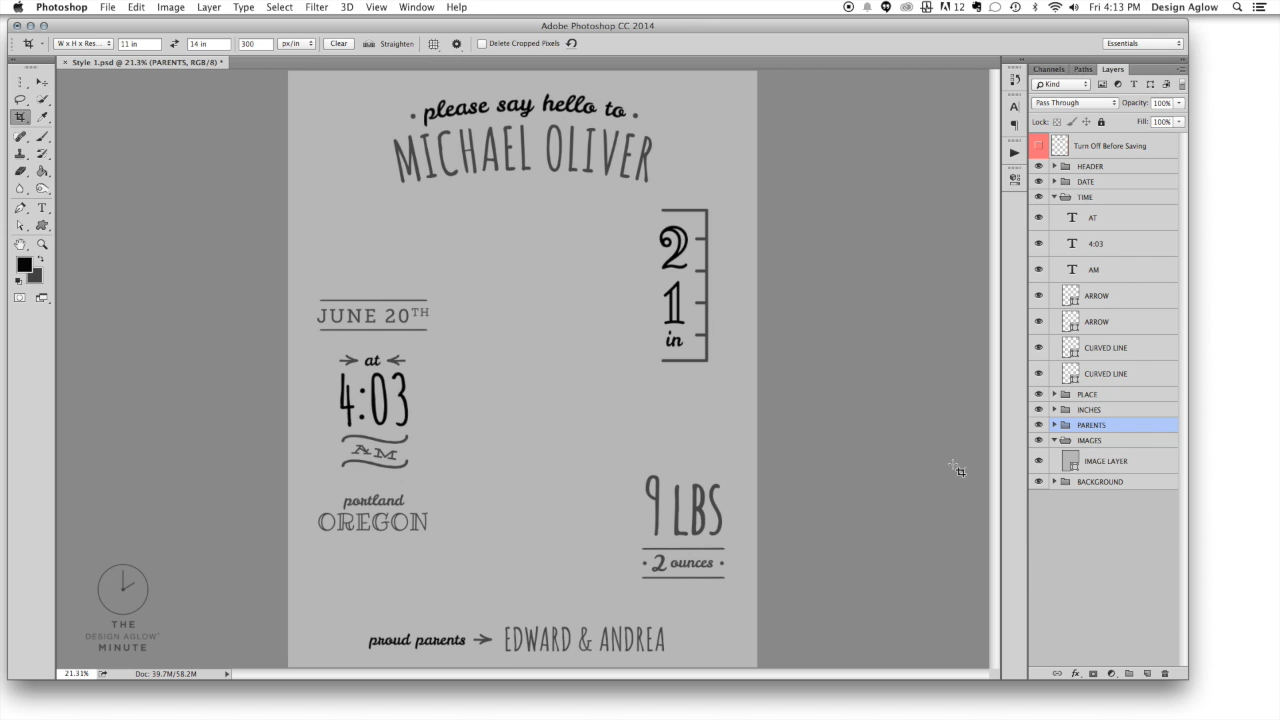 Photoshop File Edit Image Layer Type Select Filter 3D View Window Help 12 Fri 4:13 PM Design Aglow
Adobe Photoshop CC 2014
W x H x Res... 11 in 14 in 300 px/in Clear Straighten Delete Cropped Pixels Essentials
× Style 1.psd @ 21.3% (PARENTS, RGB/8) *
Channels Paths Layers
Kind
Pass Through Opacity: 100%
Lock: Fill: 100%
Turn Off Before Saving
HEADER
DATE
TIME
AT
4:03
AM
ARROW
ARROW
CURVED LINE
CURVED LINE
PLACE
INCHES
PARENTS
IMAGES
IMAGE LAYER
BACKGROUND
• please say hello to •
MICHAEL OLIVER
2
1
in
JUNE 20TH
at
4:03
AM
portland
OREGON
9 LBS
• 2 ounces •
proud parents EDWARD & ANDREA
THE
DESIGN AGLOW
MINUTE
21.31% Doc: 39.7M/58.2M